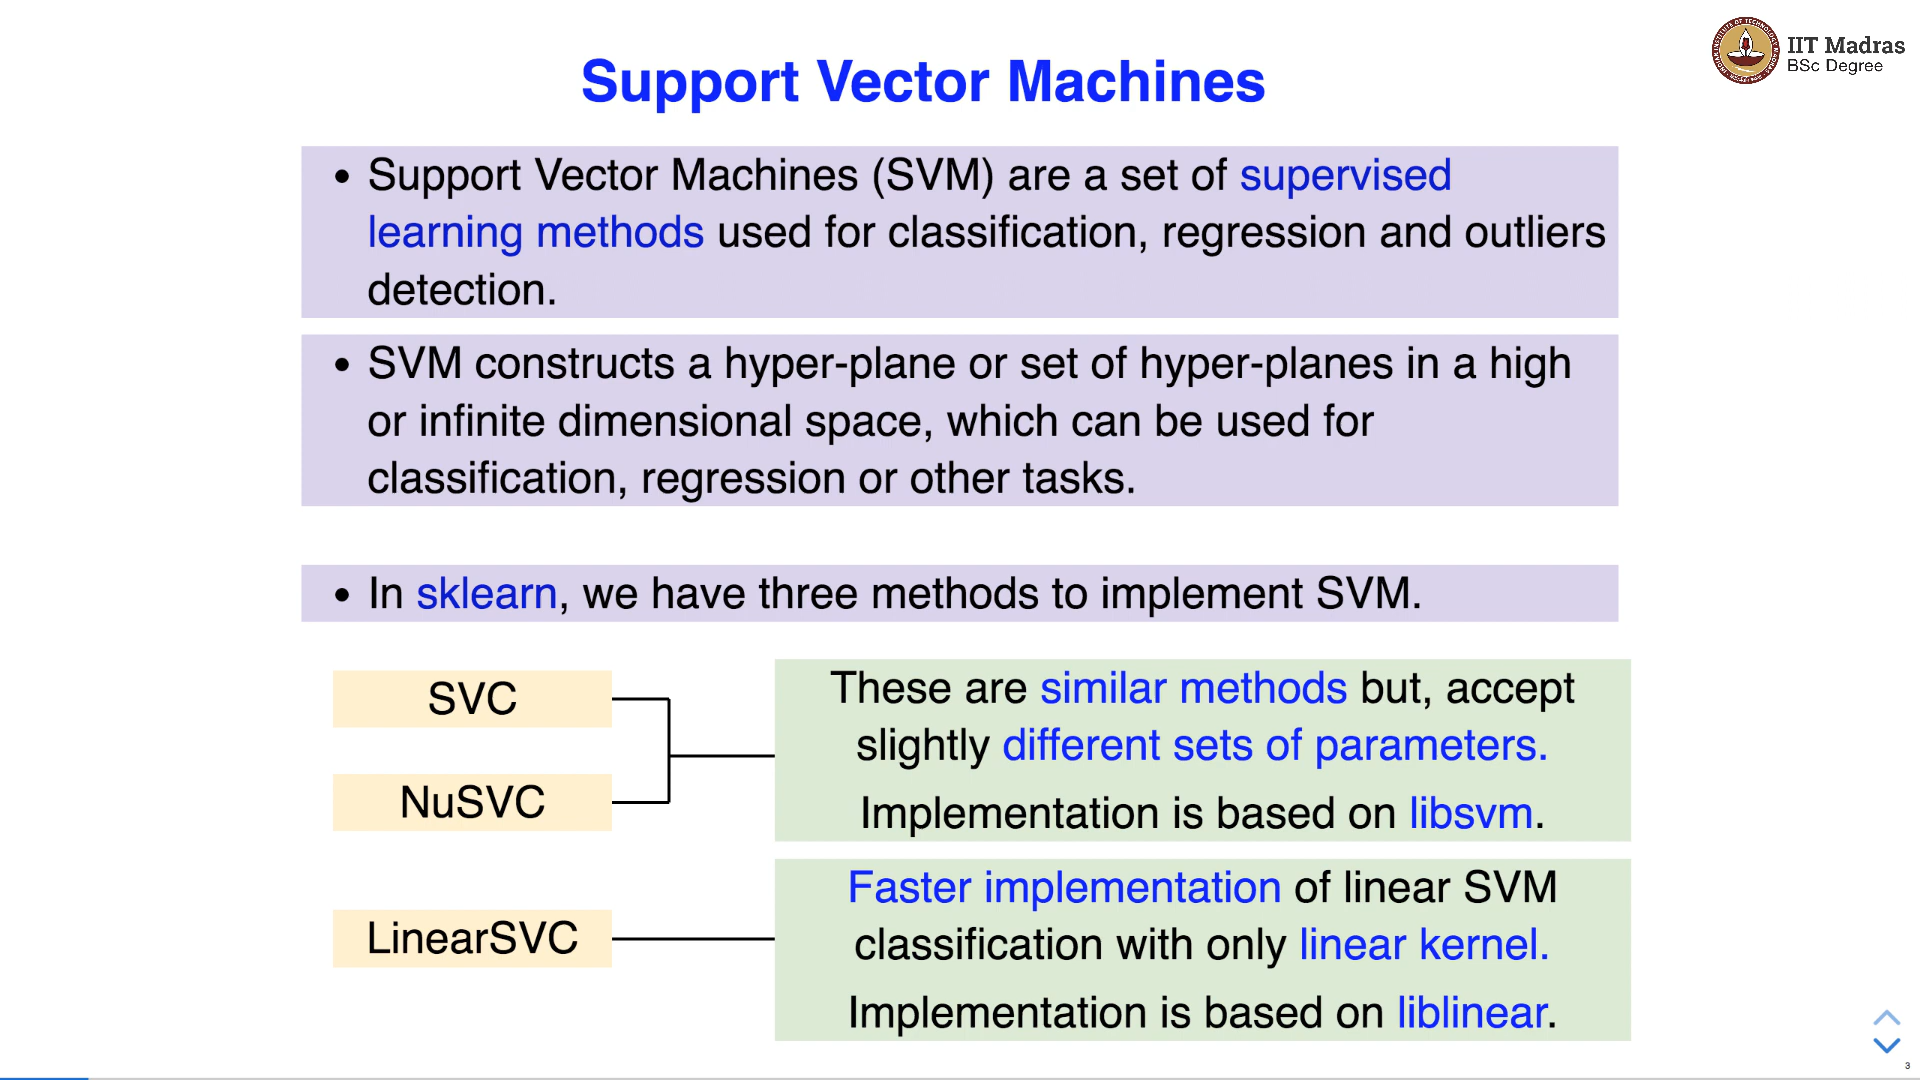 IIT Madras
BSc Degree
Support Vector Machines
• Support Vector Machines (SVM) are a set of supervised
learning methods used for classification, regression and outliers
detection.
• SVM constructs a hyper-plane or set of hyper-planes in a high
or infinite dimensional space, which can be used for
classification, regression or other tasks.
• In sklearn, we have three methods to implement SVM.
SVC
NuSVC
These are similar methods but, accept
slightly different sets of parameters.
Implementation is based on libsvm.
LinearSVC
Faster implementation of linear SVM
classification with only linear kernel.
Implementation is based on liblinear.
3